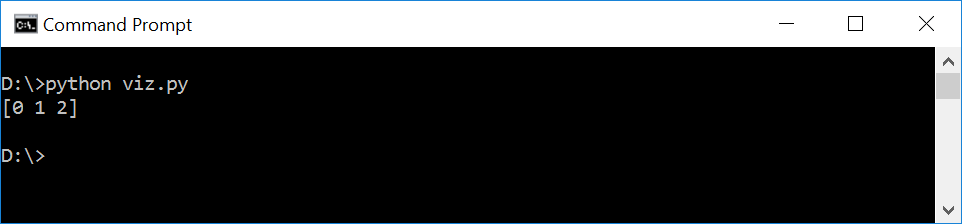 Command Prompt
D:\>python viz.py
[0 1 2]
D:\>